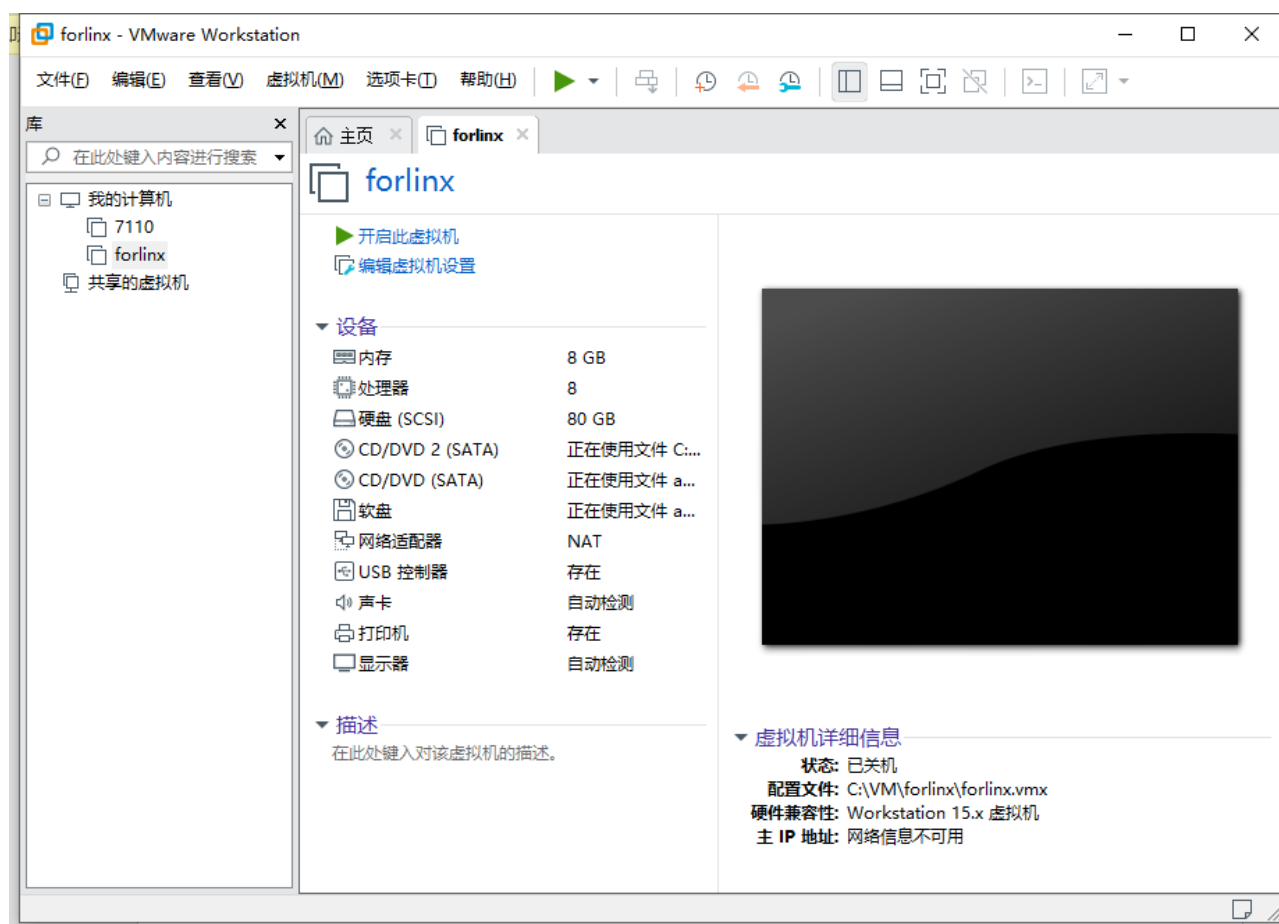 forlinx - VMware Workstation
文件(F) 编辑(E) 查看(V) 虚拟机(M) 选项卡(T) 帮助(H)
库
在此处键入内容进行搜索
我的计算机
7110
forlinx
共享的虚拟机
主页 forlinx
forlinx
开启此虚拟机
编辑虚拟机设置
设备
内存 8 GB
处理器 8
硬盘 (SCSI) 80 GB
CD/DVD 2 (SATA) 正在使用文件 C:...
CD/DVD (SATA) 正在使用文件 a...
软盘 正在使用文件 a...
网络适配器 NAT
USB 控制器 存在
声卡 自动检测
打印机 存在
显示器 自动检测
描述
在此处键入对该虚拟机的描述。
虚拟机详细信息
状态: 已关机
配置文件: C:\VM\forlinx\forlinx.vmx
硬件兼容性: Workstation 15.x 虚拟机
主 IP 地址: 网络信息不可用